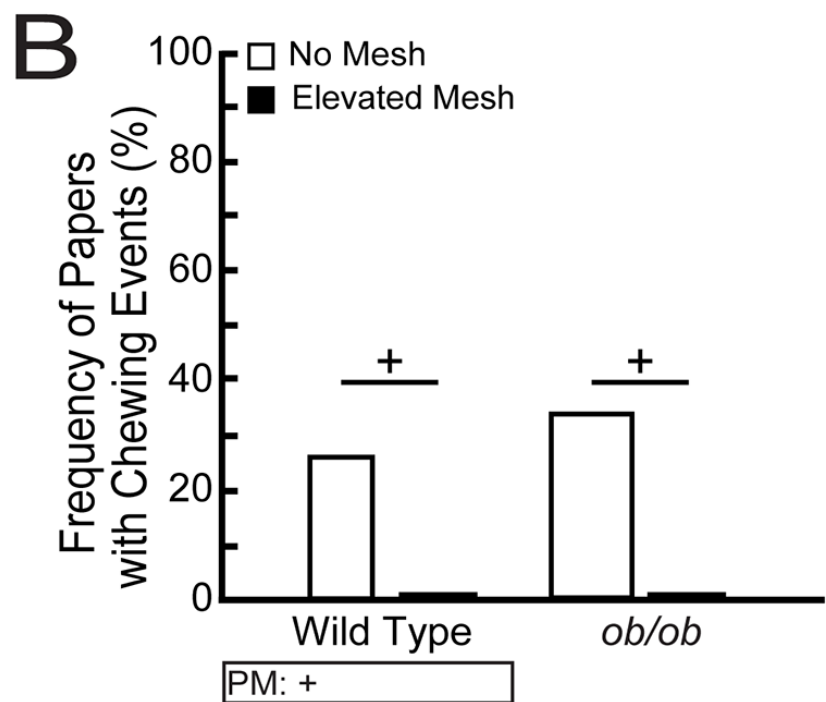 B
100
80
60
40
20
0
Frequency of Papers
with Chewing Events (%)
No Mesh
Elevated Mesh
+
+
Wild Type
ob/ob
PM: +